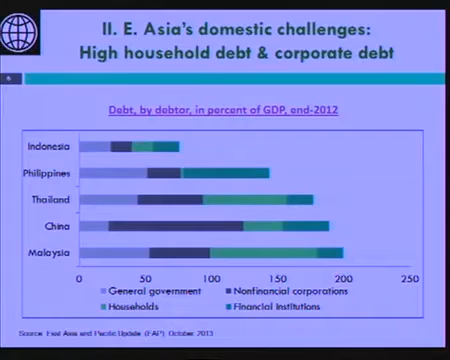 II. E. Asia's domestic challenges:
High household debt & corporate debt
Debt, by debtor, in percent of GDP, end-2012
Indonesia
Philippines
Thailand
China
Malaysia
0 50 100 150 200 250
General government Nonfinancial corporations
Households Financial Institutions
Source: East Asia and Pacific Update (EAP), October 2013